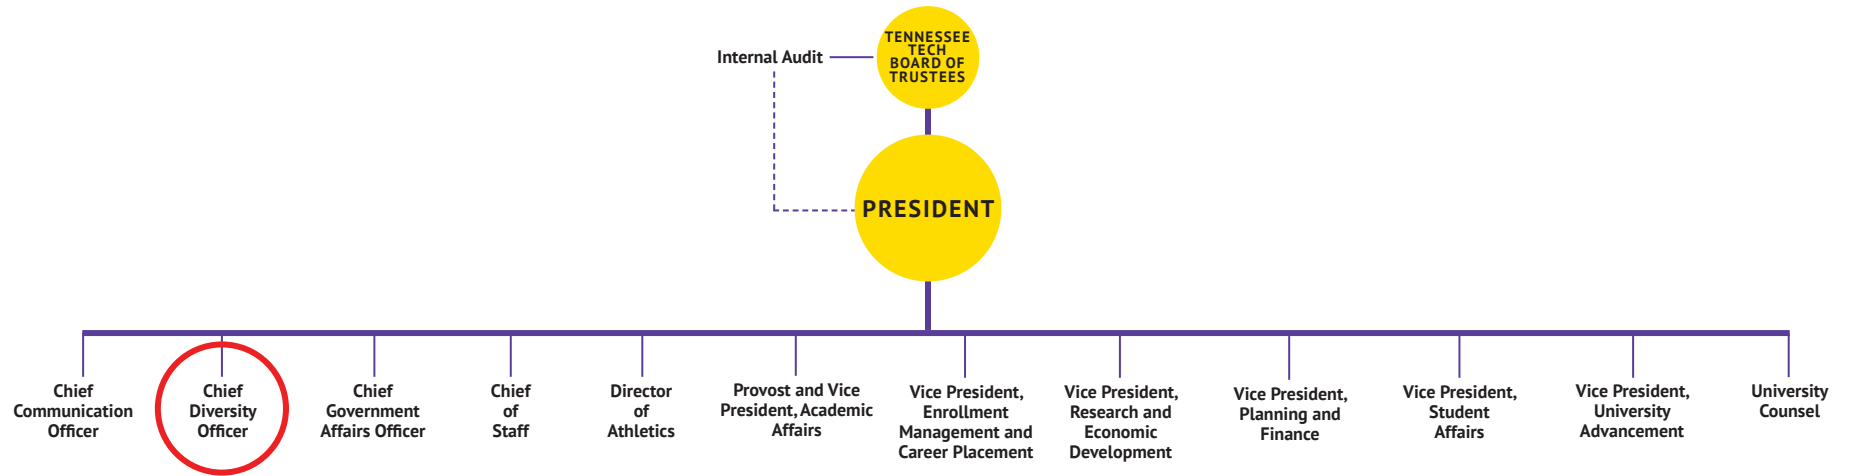 TENNESSEE
TECH
BOARD OF
TRUSTEES
Internal Audit
PRESIDENT
Chief
Communication
Officer
Chief
Diversity
Officer
Chief
Government
Affairs Officer
Chief
of
Staff
Director
of
Athletics
Provost and Vice
President, Academic
Affairs
Vice President,
Enrollment
Management and
Career Placement
Vice President,
Research and
Economic
Development
Vice President,
Planning and
Finance
Vice President,
Student
Affairs
Vice President,
University
Advancement
University
Counsel